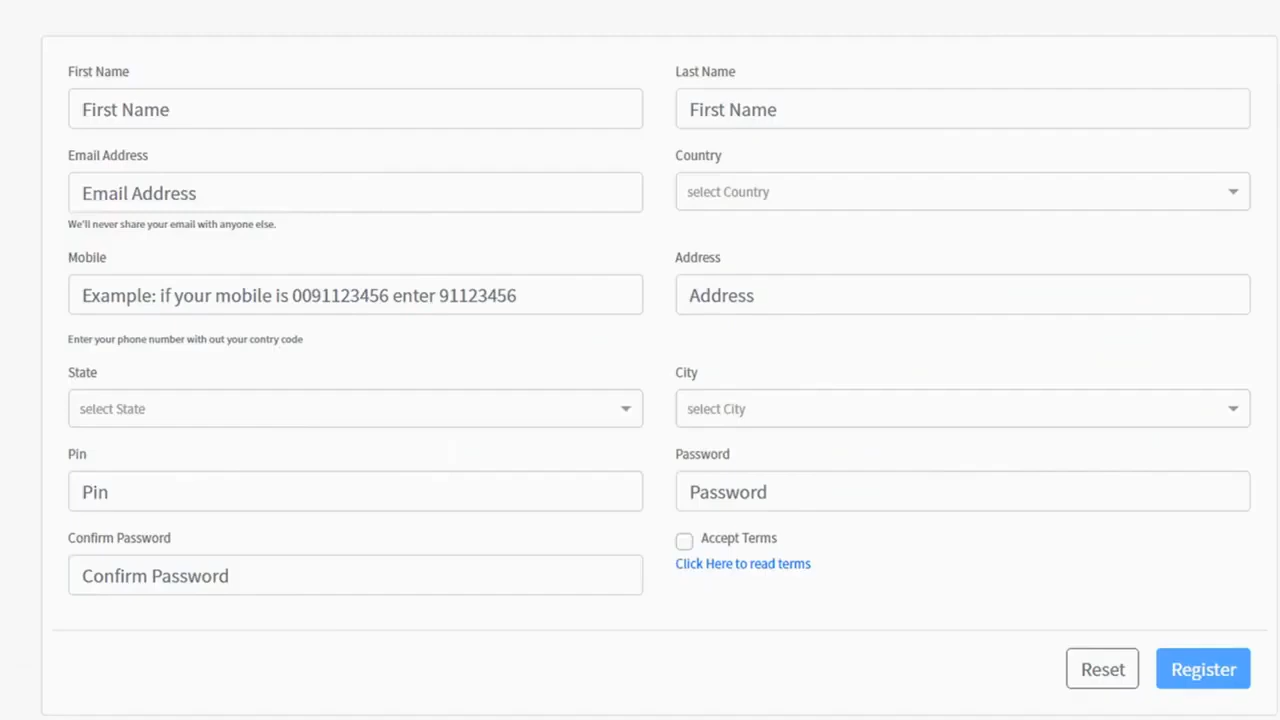 First Name
Last Name
First Name
First Name
Email Address
Country
Email Address
select Country
We'll never share your email with anyone else.
Mobile
Address
Example: if your mobile is 0091123456 enter 91123456
Address
Enter your phone number with out your contry code
State
City
select State
select City
Pin
Password
Pin
Password
Confirm Password
Accept Terms
Click Here to read terms
Confirm Password
Reset
Register